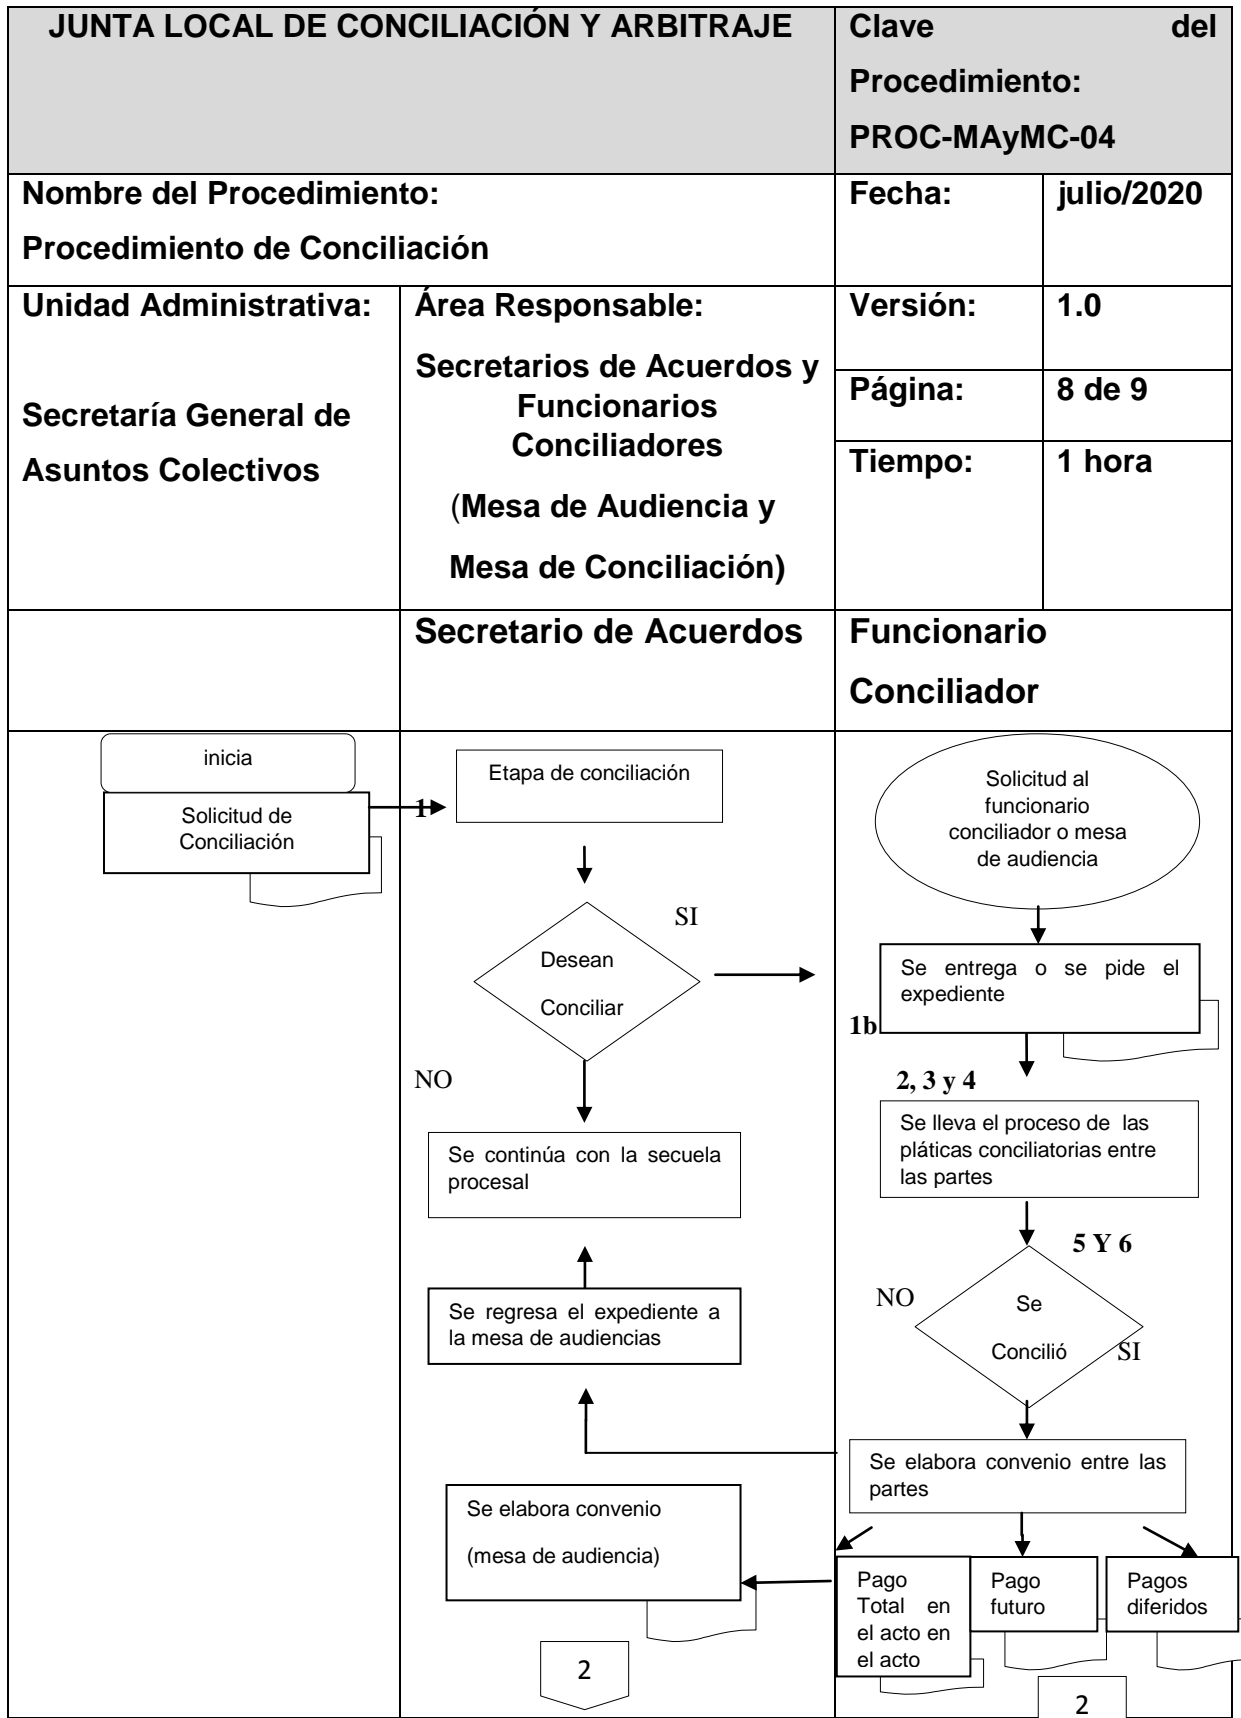 JUNTA LOCAL DE CONCILIACIÓN Y ARBITRAJE
Clave del
Procedimiento:
PROC-MAyMC-04
Nombre del Procedimiento:
Procedimiento de Conciliación
Fecha:
julio/2020
Unidad Administrativa:
Secretaría General de
Asuntos Colectivos
Área Responsable:
Secretarios de Acuerdos y
Funcionarios
Conciliadores
(Mesa de Audiencia y
Mesa de Conciliación)
Versión:
1.0
Página:
8 de 9
Tiempo:
1 hora
Secretario de Acuerdos
Funcionario
Conciliador
inicia
Solicitud de
Conciliación
1
Etapa de conciliación
SI
Desean
Conciliar
NO
Se continúa con la secuela
procesal
Se regresa el expediente a
la mesa de audiencias
Se elabora convenio
(mesa de audiencia)
2
Solicitud al
funcionario
conciliador o mesa
de audiencia
Se entrega o se pide el
expediente
1b
2, 3 y 4
Se lleva el proceso de las
pláticas conciliatorias entre
las partes
5 Y 6
NO
Se
Concilió
SI
Se elabora convenio entre las
partes
Pago
Total en
el acto en
el acto
Pago
futuro
Pagos
diferidos
2